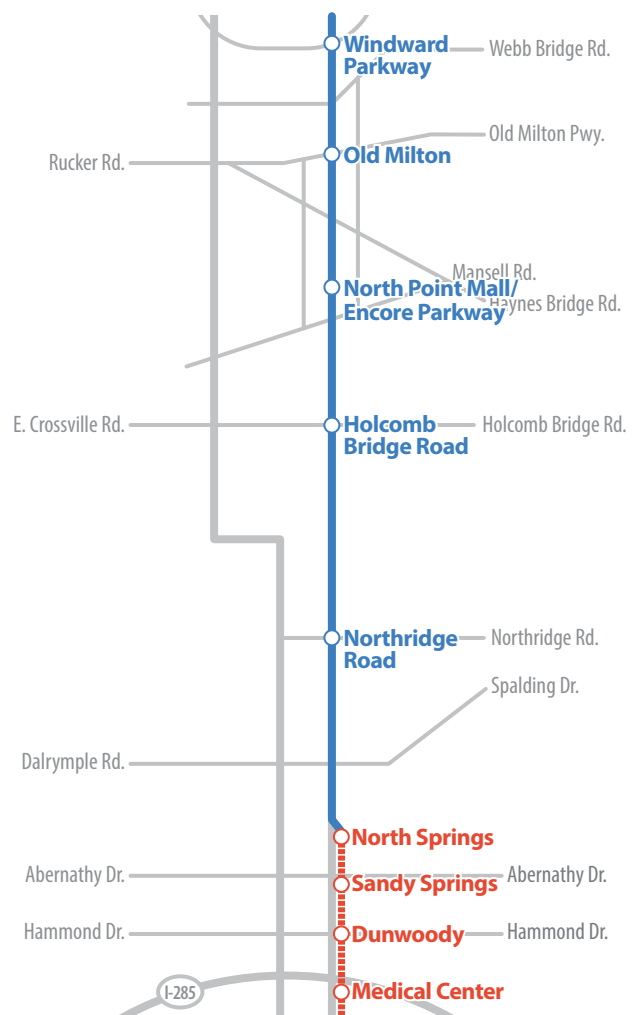 Windward
Parkway
Webb Bridge Rd.
Old Milton Pwy.
Old Milton
Rucker Rd.
Mansell Rd.
North Point Mall/
Encore Parkway
Haynes Bridge Rd.
E. Crossville Rd.
Holcomb
Bridge Road
Holcomb Bridge Rd.
Northridge
Road
Northridge Rd.
Spalding Dr.
Dalrymple Rd.
North Springs
Abernathy Dr.
Sandy Springs
Abernathy Dr.
Hammond Dr.
Dunwoody
Hammond Dr.
I-285
Medical Center